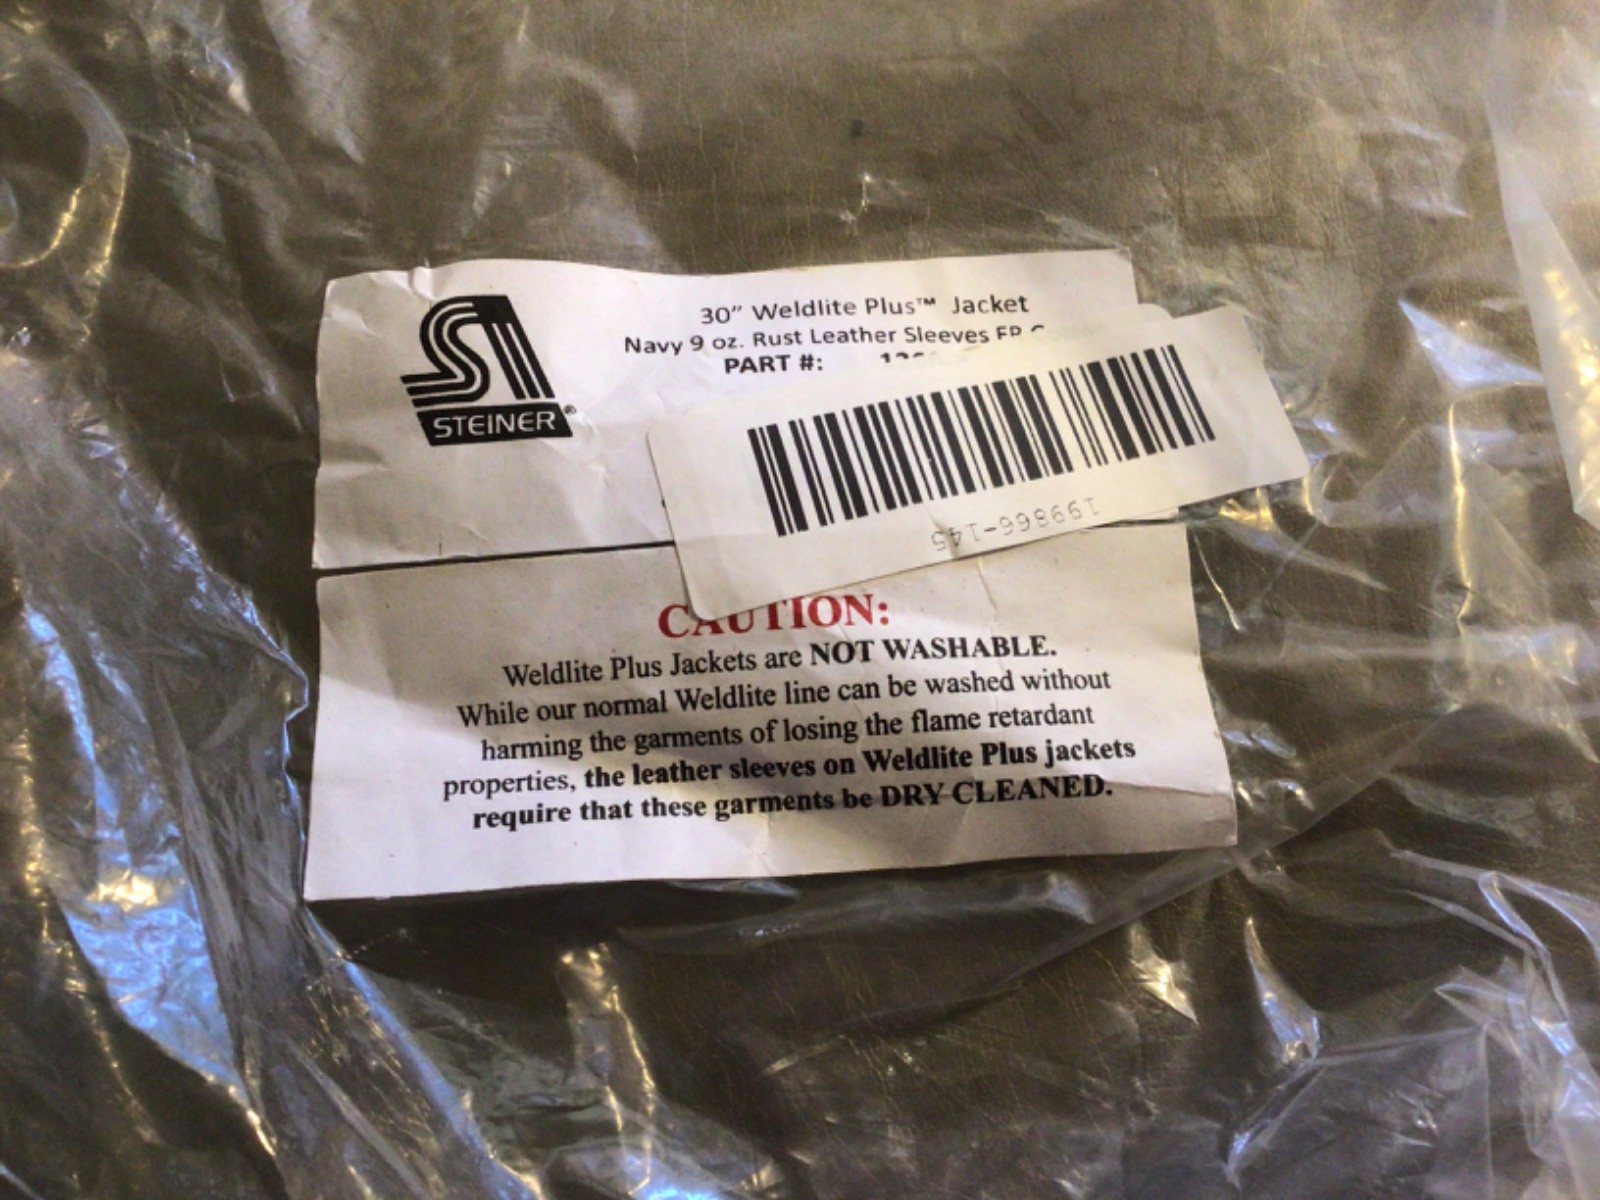 STEINER®
30" Weldlite Plus™ Jacket
Navy 9 oz. Rust Leather Sleeves FR
PART #:
199866-145
CAUTION:
Weldlite Plus Jackets are NOT WASHABLE.
While our normal Weldlite line can be washed without
harming the garments of losing the flame retardant
properties, the leather sleeves on Weldlite Plus jackets
require that these garments be DRY CLEANED.